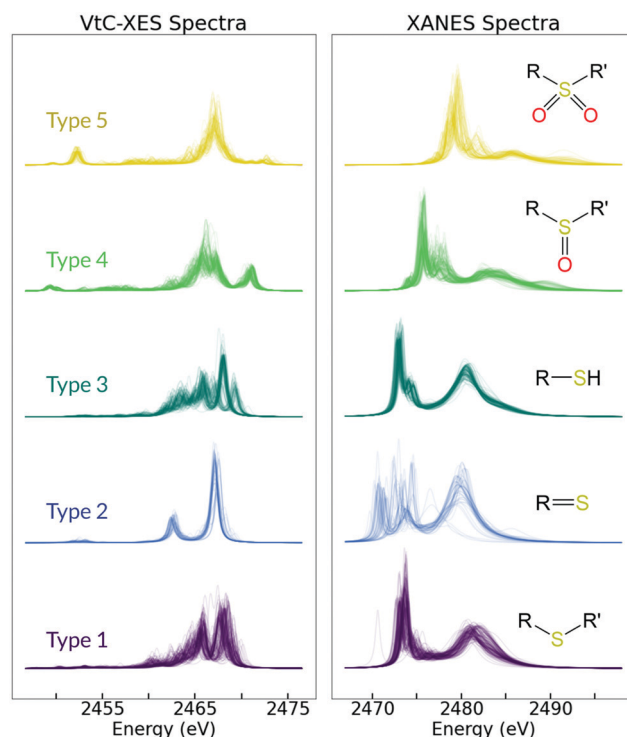 VtC-XES Spectra
Type 5
Type 4
Type 3
Type 2
Type 1
2455 2465 2475
Energy (eV)
XANES Spectra
R R'
S
O O
R R'
S
O
R SH
R S
R R'
S
2470 2480 2490
Energy (eV)